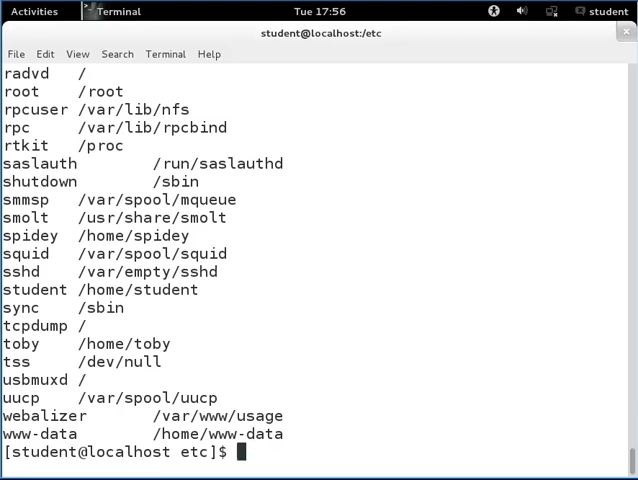 Activities Terminal Tue 17:56 student
student@localhost:/etc
File Edit View Search Terminal Help
radvd /
root /root
rpcuser /var/lib/nfs
rpc /var/lib/rpcbind
rtkit /proc
saslauth /run/saslauthd
shutdown /sbin
smmsp /var/spool/mqueue
smolt /usr/share/smolt
spidey /home/spidey
squid /var/spool/squid
sshd /var/empty/sshd
student /home/student
sync /sbin
tcpdump /
toby /home/toby
tss /dev/null
usbmuxd /
uucp /var/spool/uucp
webalizer /var/www/usage
www-data /home/www-data
[student@localhost etc]$